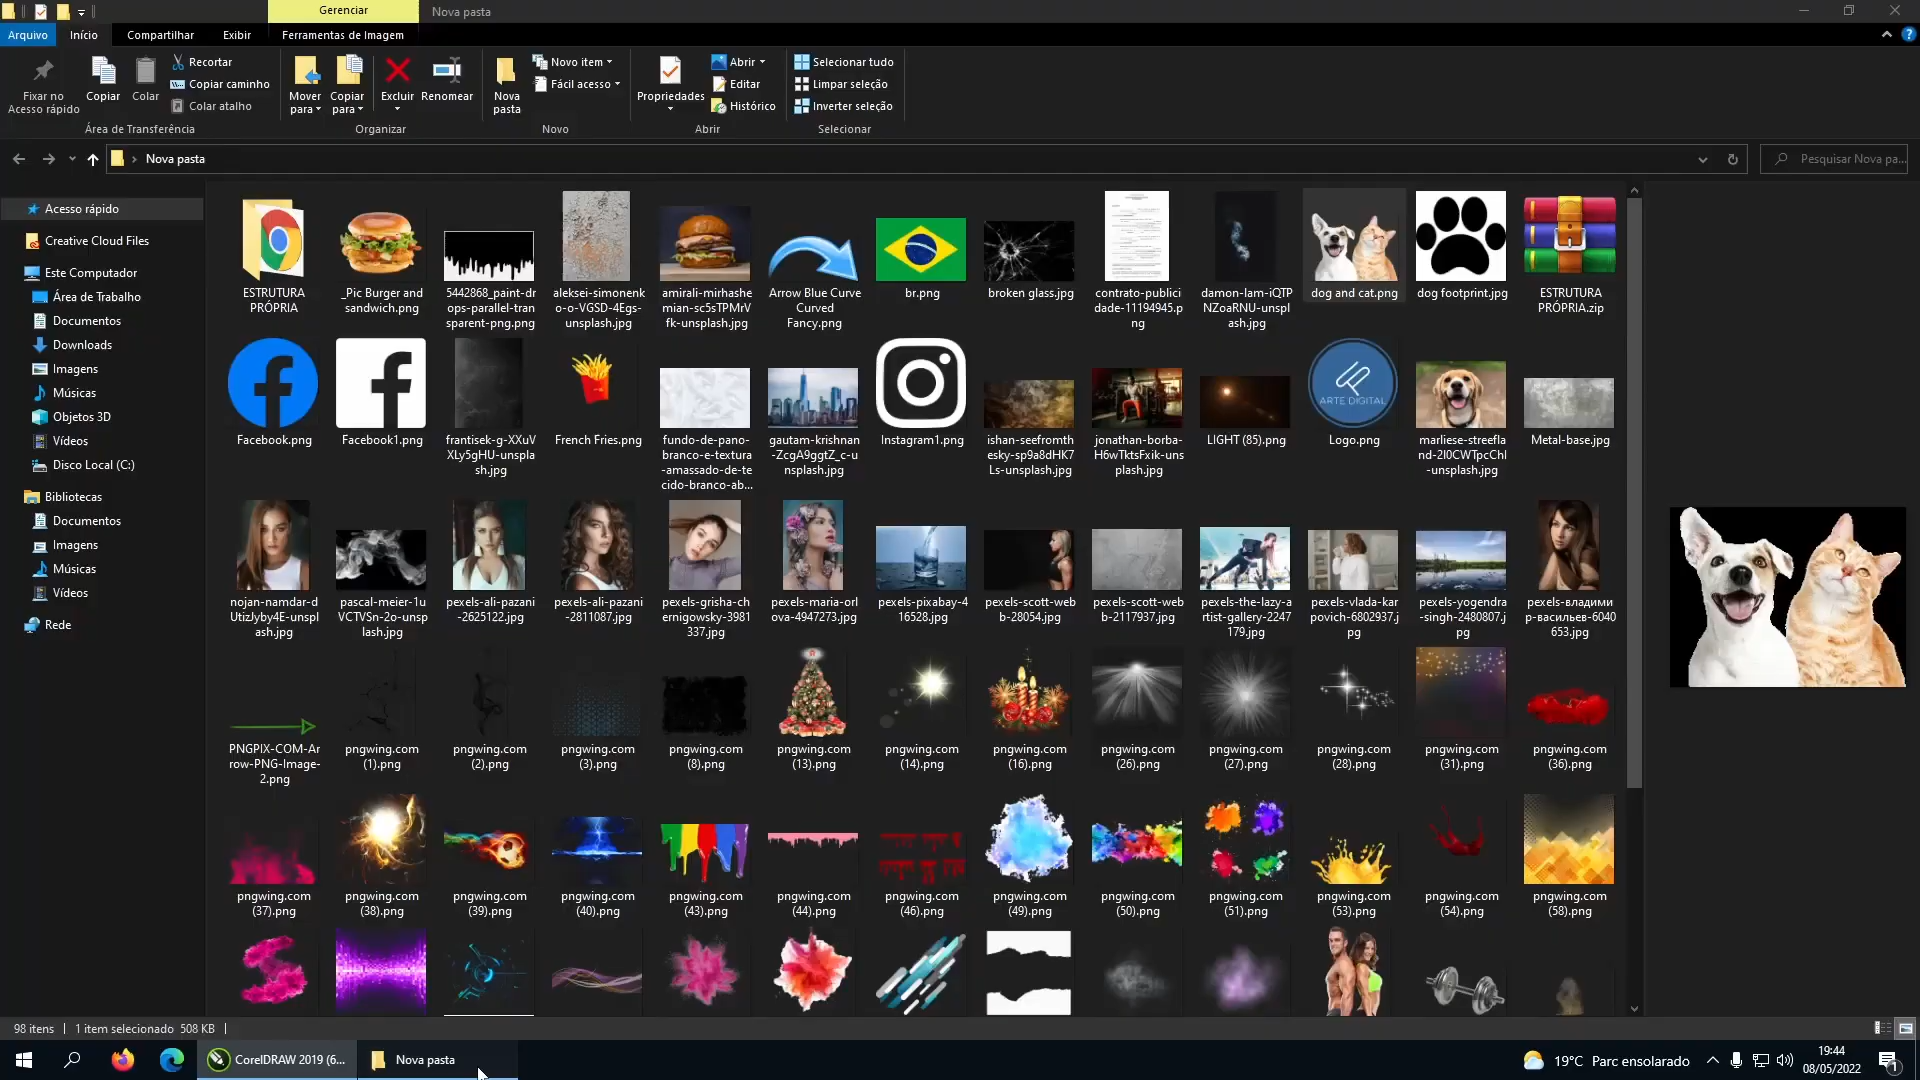 Gerenciar
Nova pasta
Arquivo
Início
Compartilhar
Exibir
Ferramentas de Imagem
Fixar no
Acesso rápido
Copiar
Colar
Recortar
Copiar caminho
Colar atalho
Área de Transferência
Mover
para
Copiar
para
Excluir
Renomear
Organizar
Nova
pasta
Novo item
Fácil acesso
Novo
Propriedades
Abrir
Editar
Histórico
Abrir
Selecionar tudo
Limpar seleção
Inverter seleção
Selecionar
Nova pasta
Pesquisar Nova pa...
Acesso rápido
Creative Cloud Files
Este Computador
Área de Trabalho
Documentos
Downloads
Imagens
Músicas
Objetos 3D
Vídeos
Disco Local (C:)
Bibliotecas
Documentos
Imagens
Músicas
Vídeos
Rede
ESTRUTURA
PRÓPRIA
_Pic Burger and
sandwich.png
5442868_paint-dr
ops-parallel-tran
sparent-png.png
aleksei-simonenk
o-o-VGSD-4Egs-
unsplash.jpg
amirali-mirhashe
mian-sc5sTPMrV
fk-unsplash.jpg
Arrow Blue Curve
Curved
Fancy.png
br.png
broken glass.jpg
contrato-publici
dade-11194945.p
ng
damon-lam-iQTP
NZoaRNU-unspl
ash.jpg
dog and cat.png
dog footprint.jpg
ESTRUTURA
PRÓPRIA.zip
Facebook.png
Facebook1.png
frantisek-g-XXuV
XLy5gHU-unspla
sh.jpg
French Fries.png
fundo-de-pano-
branco-e-textura
-amassado-de-te
cido-branco-ab...
gautam-krishnan
-ZcgA9ggtZ_c-u
nsplash.jpg
Instagram1.png
ishan-seefromth
esky-sp9a8dHK7
Ls-unsplash.jpg
jonathan-borba-
H6wTktsFxik-uns
plash.jpg
LIGHT (85).png
ARTE DIGITAL
Logo.png
marliese-streefla
nd-2l0CWTpcChI
-unsplash.jpg
Metal-base.jpg
nojan-namdar-d
UtizJyby4E-unspl
ash.jpg
pascal-meier-1u
VCTVSn-2o-unsp
lash.jpg
pexels-ali-pazani
-2625122.jpg
pexels-ali-pazani
-2811087.jpg
pexels-grisha-ch
ernigowsky-3981
337.jpg
pexels-maria-orl
ova-4947273.jpg
pexels-pixabay-4
16528.jpg
pexels-scott-web
b-28054.jpg
pexels-scott-web
b-2117937.jpg
pexels-the-lazy-a
rtist-gallery-2247
179.jpg
pexels-vlada-kar
povich-6802937.j
pg
pexels-yogendra
-singh-2480807.j
pg
pexels-владими
р-васильев-6040
653.jpg
PNGPIX-COM-Ar
row-PNG-Image-
2.png
pngwing.com
(1).png
pngwing.com
(2).png
pngwing.com
(3).png
pngwing.com
(8).png
pngwing.com
(13).png
pngwing.com
(14).png
pngwing.com
(16).png
pngwing.com
(26).png
pngwing.com
(27).png
pngwing.com
(28).png
pngwing.com
(31).png
pngwing.com
(36).png
pngwing.com
(37).png
pngwing.com
(38).png
pngwing.com
(39).png
pngwing.com
(40).png
pngwing.com
(43).png
pngwing.com
(44).png
pngwing.com
(46).png
pngwing.com
(49).png
pngwing.com
(50).png
pngwing.com
(51).png
pngwing.com
(53).png
pngwing.com
(54).png
pngwing.com
(58).png
98 itens
1 item selecionado 508 KB
CorelDRAW 2019 (6...
Nova pasta
19°C Parc ensolarado
19:44
08/05/2022
1